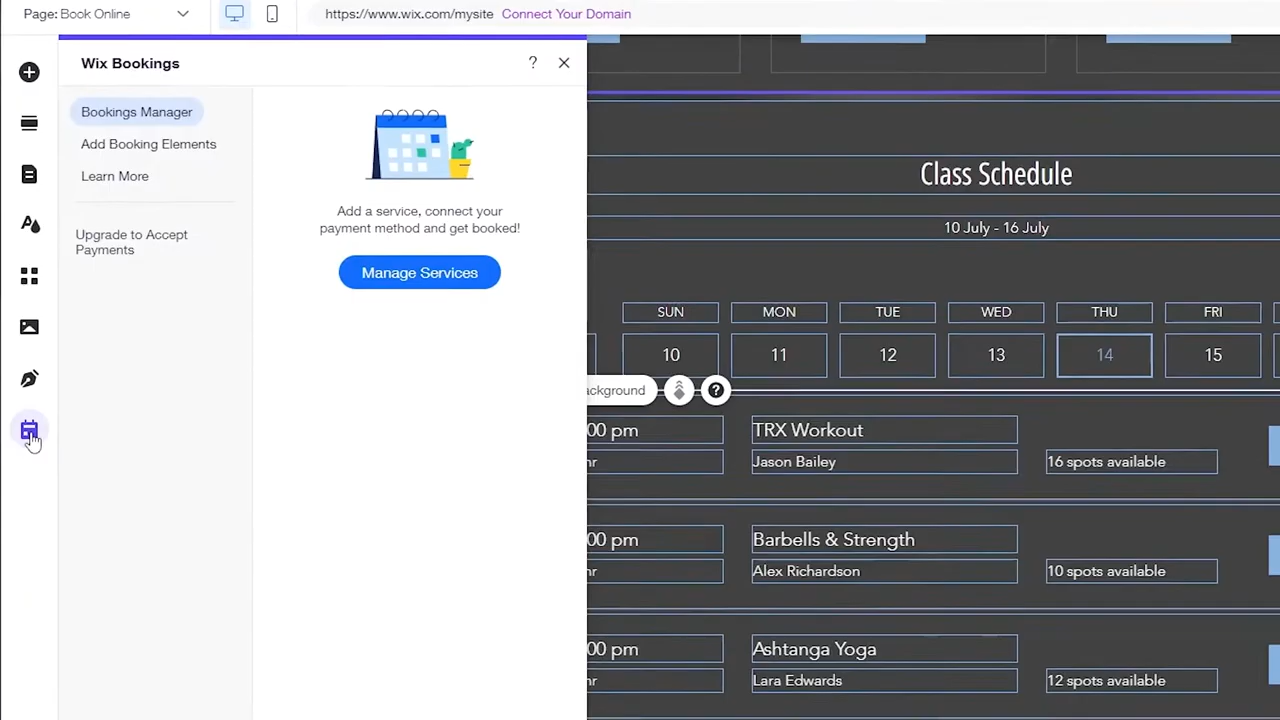 Page: Book Online
https://www.wix.com/mysite Connect Your Domain
Wix Bookings
?
Bookings Manager
Add Booking Elements
Learn More
Upgrade to Accept
Payments
Add a service, connect your
payment method and get booked!
Manage Services
Class Schedule
10 July - 16 July
SUN MON TUE WED THU FRI
10 11 12 13 14 15
ackground ?
00 pm TRX Workout
hr Jason Bailey 16 spots available
00 pm Barbells & Strength
hr Alex Richardson 10 spots available
00 pm Ashtanga Yoga
hr Lara Edwards 12 spots available